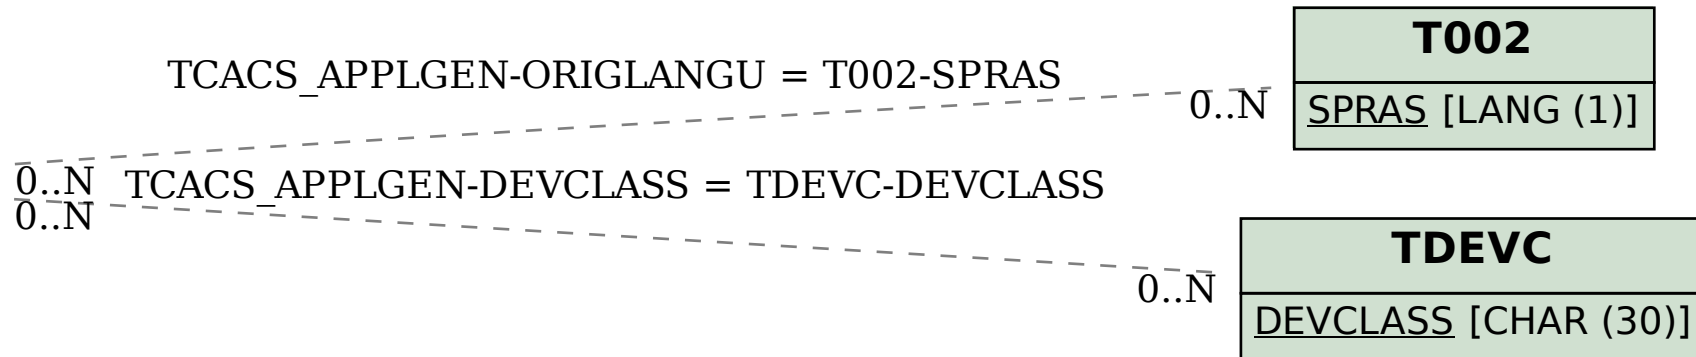 T002
TCACS_APPLGEN-ORIGLANGU = T002-SPRAS
0..N
SPRAS [LANG (1)]
0..N
TCACS_APPLGEN-DEVCLASS = TDEVC-DEVCLASS
0..N
TDEVC
0..N
DEVCLASS [CHAR (30)]